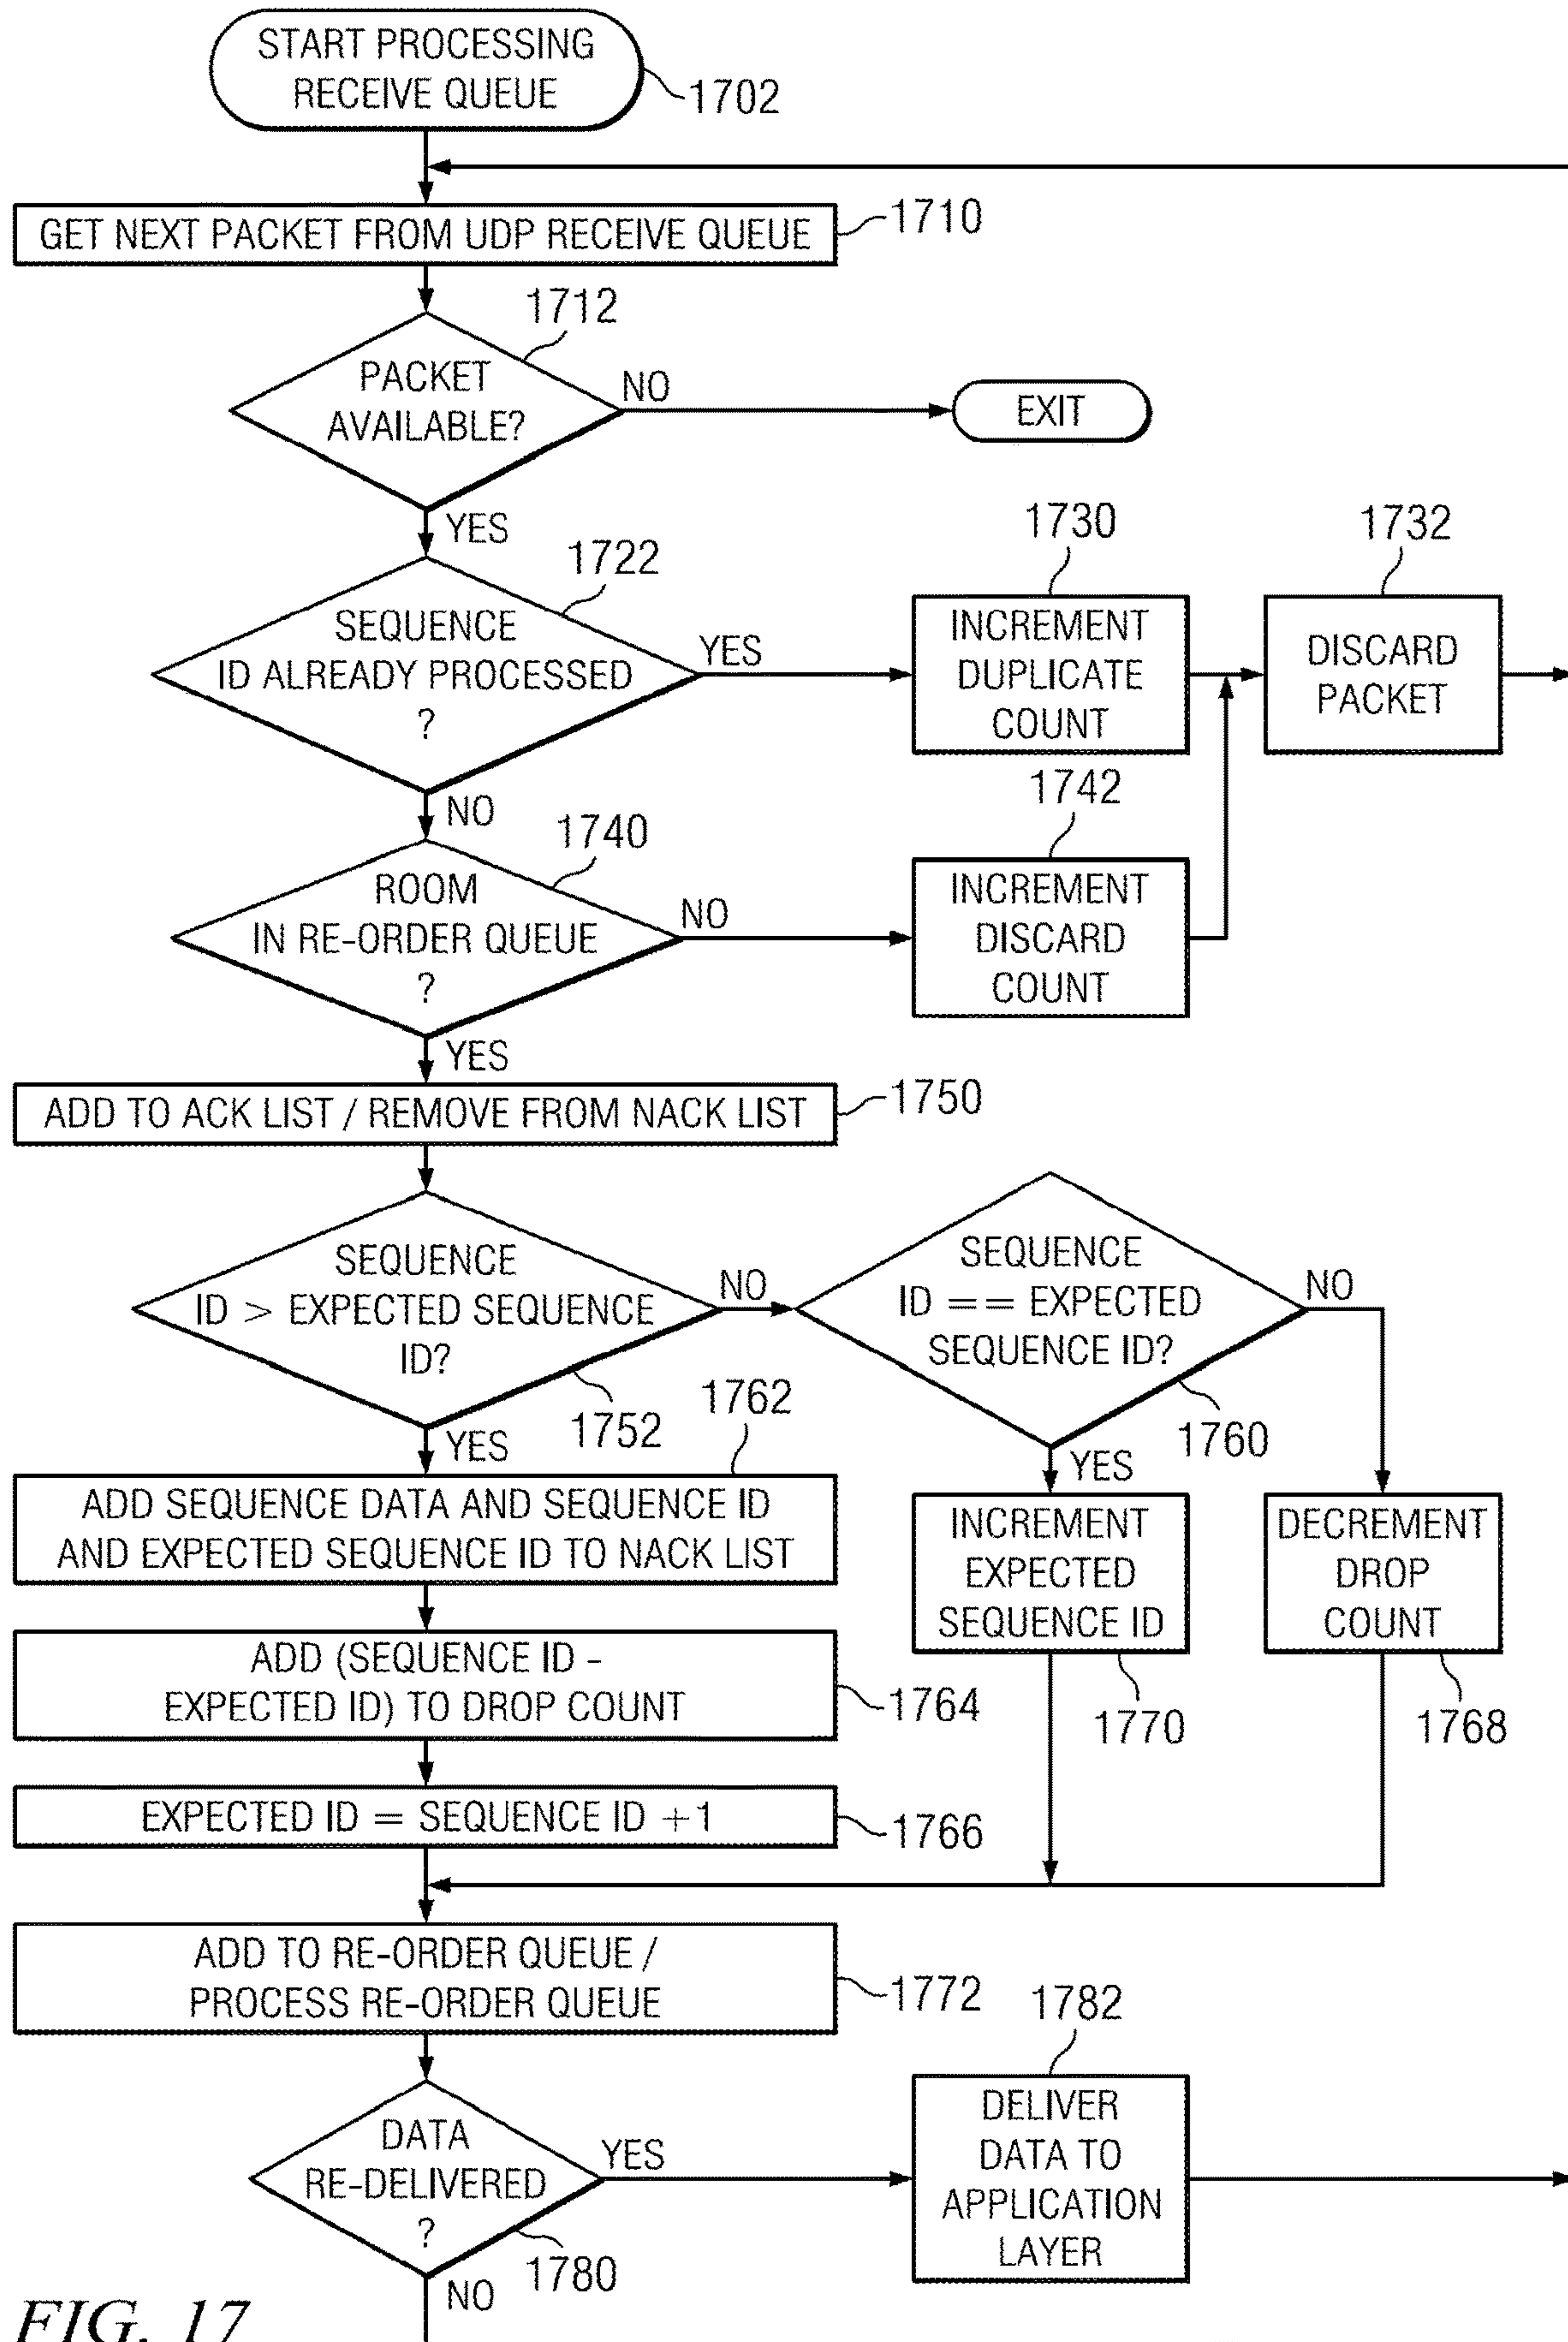 START PROCESSING
RECEIVE QUEUE
1702
GET NEXT PACKET FROM UDP RECEIVE QUEUE
1710
1712
PACKET
AVAILABLE?
NO
EXIT
YES
1722
SEQUENCE
ID ALREADY PROCESSED
?
YES
1730
INCREMENT
DUPLICATE
COUNT
1732
DISCARD
PACKET
NO
1740
ROOM
IN RE-ORDER QUEUE
?
NO
1742
INCREMENT
DISCARD
COUNT
YES
ADD TO ACK LIST / REMOVE FROM NACK LIST
1750
SEQUENCE
ID > EXPECTED SEQUENCE
ID?
1752
NO
SEQUENCE
ID == EXPECTED
SEQUENCE ID?
1760
NO
YES
1762
ADD SEQUENCE DATA AND SEQUENCE ID
AND EXPECTED SEQUENCE ID TO NACK LIST
YES
INCREMENT
EXPECTED
SEQUENCE ID
1770
DECREMENT
DROP
COUNT
1768
ADD (SEQUENCE ID -
EXPECTED ID) TO DROP COUNT
1764
EXPECTED ID = SEQUENCE ID +1
1766
ADD TO RE-ORDER QUEUE /
PROCESS RE-ORDER QUEUE
1772
DATA
RE-DELIVERED
?
1780
YES
1782
DELIVER
DATA TO
APPLICATION
LAYER
NO
FIG. 17